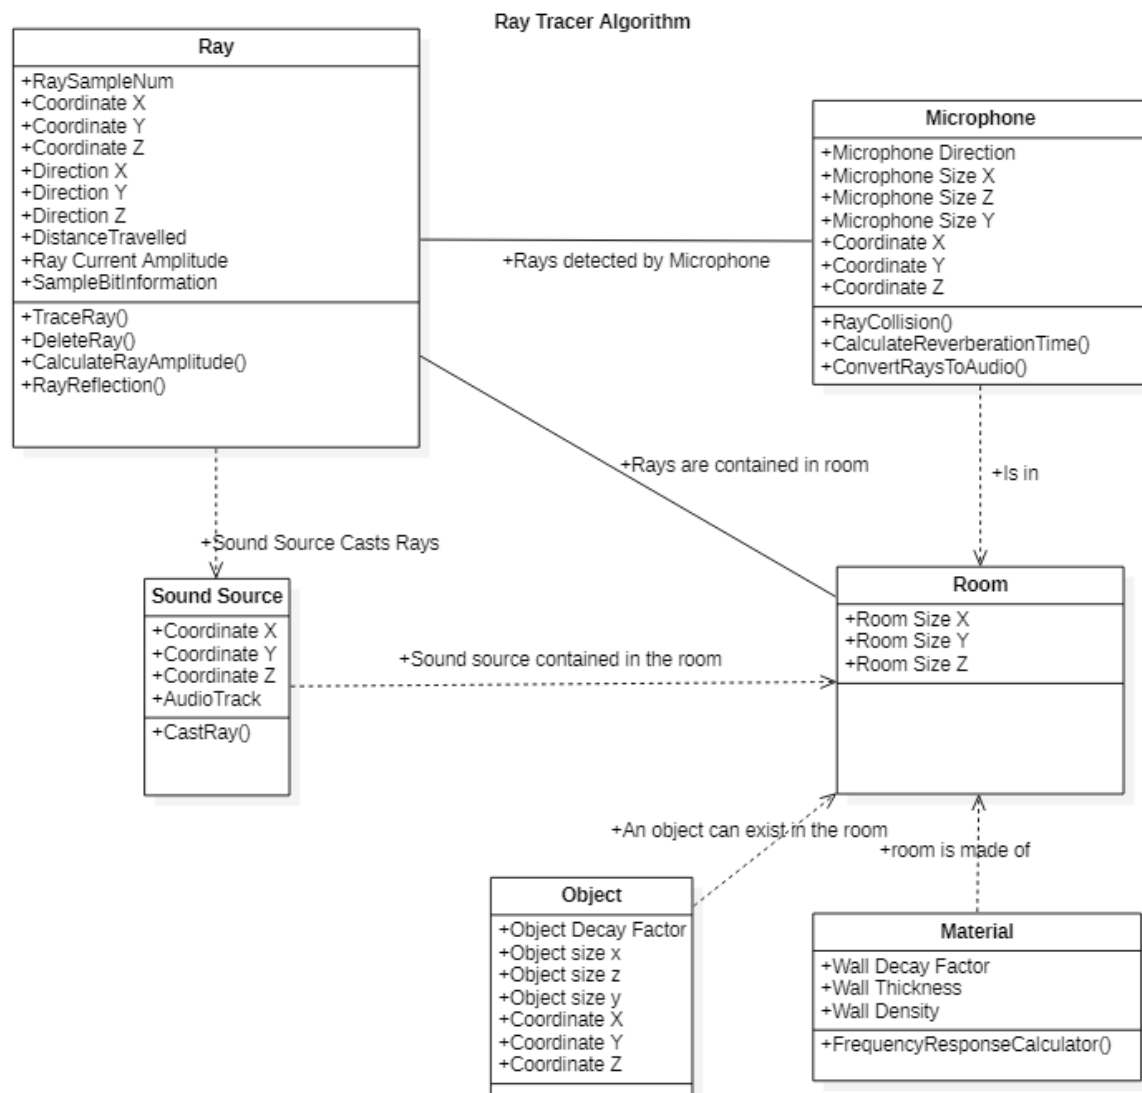 Ray Tracer Algorithm
Ray
+RaySampleNum
+Coordinate X
+Coordinate Y
+Coordinate Z
+Direction X
+Direction Y
+Direction Z
+DistanceTravelled
+Ray Current Amplitude
+SampleBitInformation
+TraceRay()
+DeleteRay()
+CalculateRayAmplitude()
+RayReflection()
Microphone
+Microphone Direction
+Microphone Size X
+Microphone Size Z
+Microphone Size Y
+Coordinate X
+Coordinate Y
+Coordinate Z
+RayCollision()
+CalculateReverberationTime()
+ConvertRaysToAudio()
+Rays detected by Microphone
+Rays are contained in room
+Is in
+Sound Source Casts Rays
Sound Source
+Coordinate X
+Coordinate Y
+Coordinate Z
+AudioTrack
+CastRay()
+Sound source contained in the room
Room
+Room Size X
+Room Size Y
+Room Size Z
+An object can exist in the room
+room is made of
Object
+Object Decay Factor
+Object size x
+Object size z
+Object size y
+Coordinate X
+Coordinate Y
+Coordinate Z
Material
+Wall Decay Factor
+Wall Thickness
+Wall Density
+FrequencyResponseCalculator()